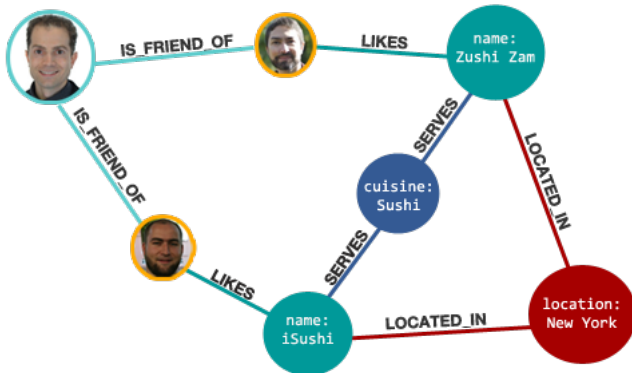 IS_FRIEND_OF
LIKES
name:
Zushi Zam
IS_FRIEND_OF
SERVES
LOCATED_IN
cuisine:
Sushi
LIKES
SERVES
name:
iSushi
LOCATED_IN
location:
New York